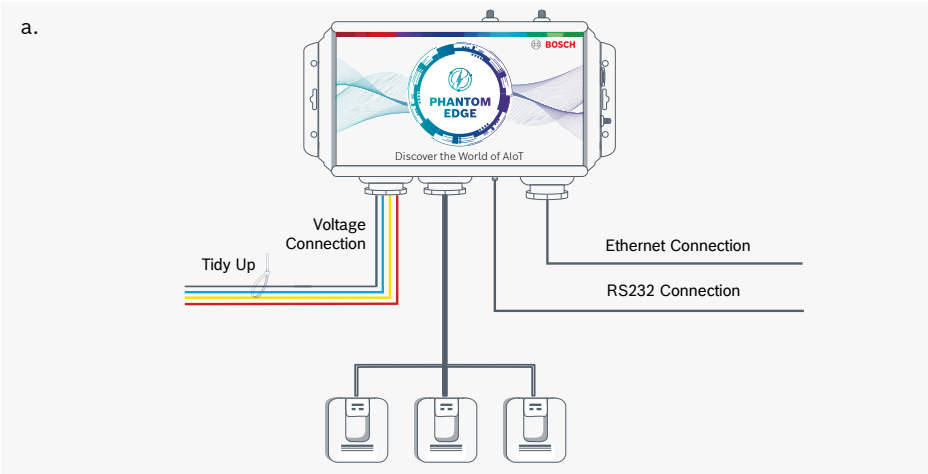 a.
BOSCH
PHANTOM
EDGE
Discover the World of AIoT
Voltage
Connection
Tidy Up
Ethernet Connection
RS232 Connection